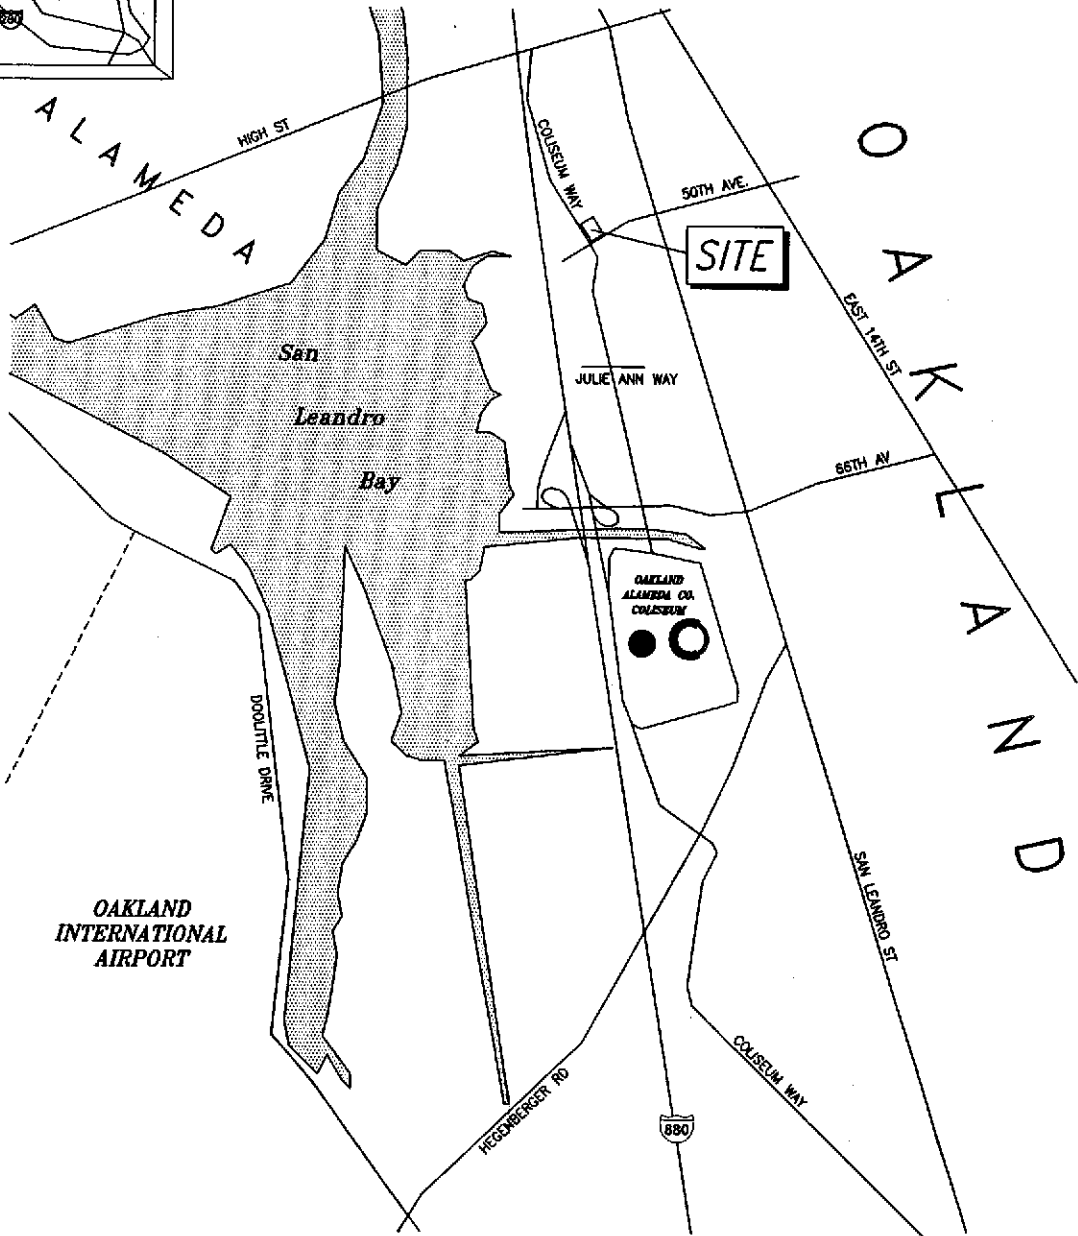 280
ALAMEDA
HIGH ST
COLISEUM WAY
50TH AVE.
SITE
OAKLAND
EAST 14TH ST
San
Leandro
Bay
JULIE ANN WAY
66TH AV
OAKLAND
ALAMEDA CO.
COLISEUM
DOOLITTLE DRIVE
OAKLAND
INTERNATIONAL
AIRPORT
SAN LEANDRO ST
COLISEUM WAY
HEGENBERGER RD
880